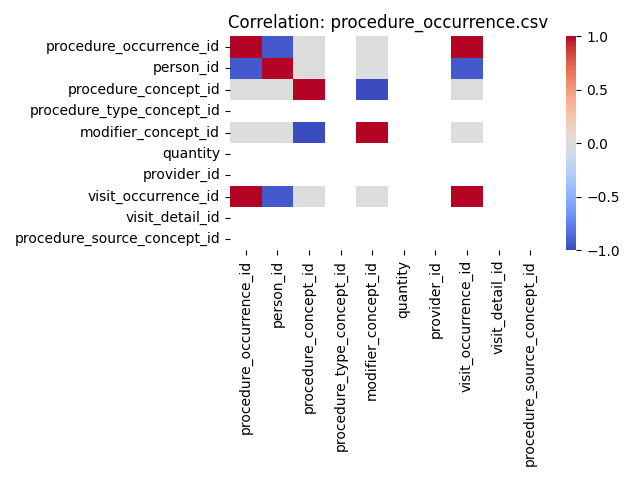 Correlation: procedure_occurrence.csv
procedure_occurrence_id
person_id
procedure_concept_id
procedure_type_concept_id
modifier_concept_id
quantity
provider_id
visit_occurrence_id
visit_detail_id
procedure_source_concept_id
1.0
0.5
0.0
−0.5
−1.0
procedure_occurrence_id
person_id
procedure_concept_id
procedure_type_concept_id
modifier_concept_id
quantity
provider_id
visit_occurrence_id
visit_detail_id
procedure_source_concept_id